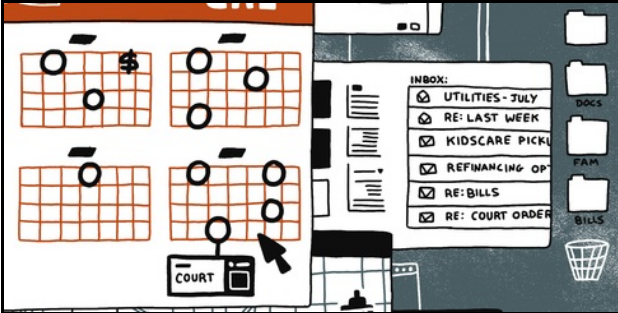 CAL
$
COURT
INBOX:
UTILITIES-JULY
RE: LAST WEEK
KIDSCARE PICKU
REFINANCING OPT
RE: BILLS
RE: COURT ORDER
DOCS
FAM
BILLS